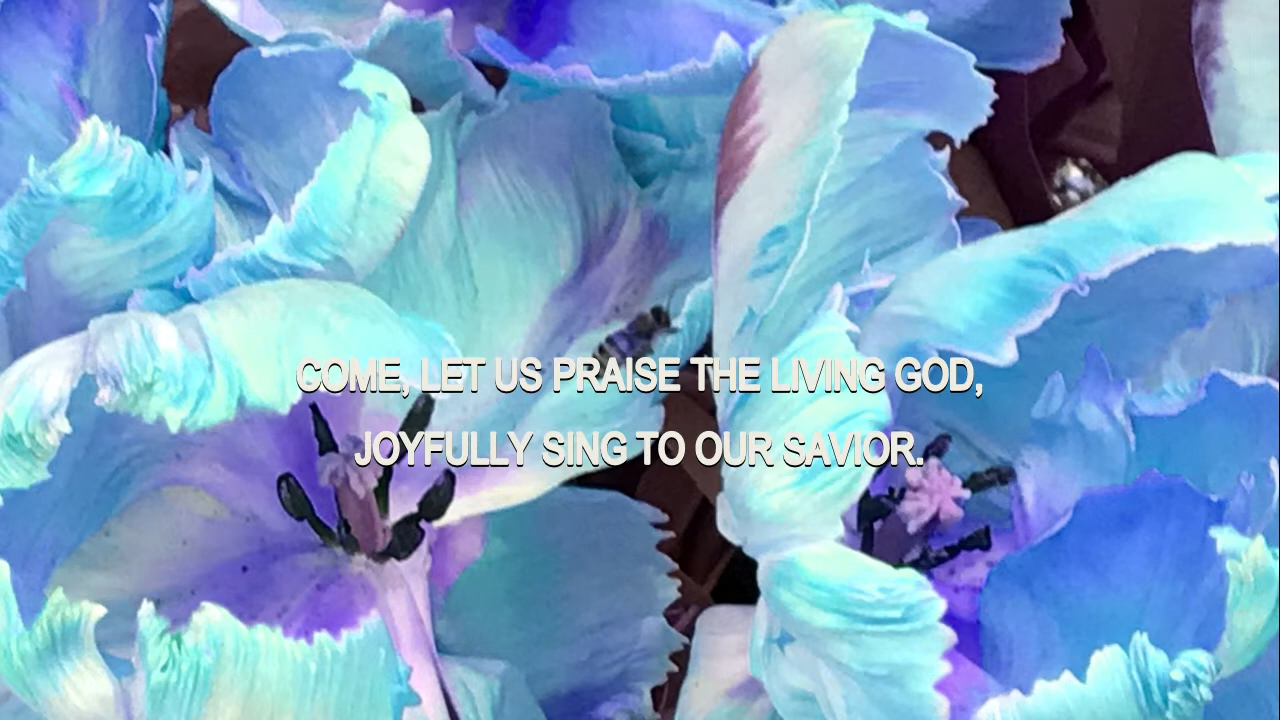 COME, LET US PRAISE THE LIVING GOD,
JOYFULLY SING TO OUR SAVIOR.